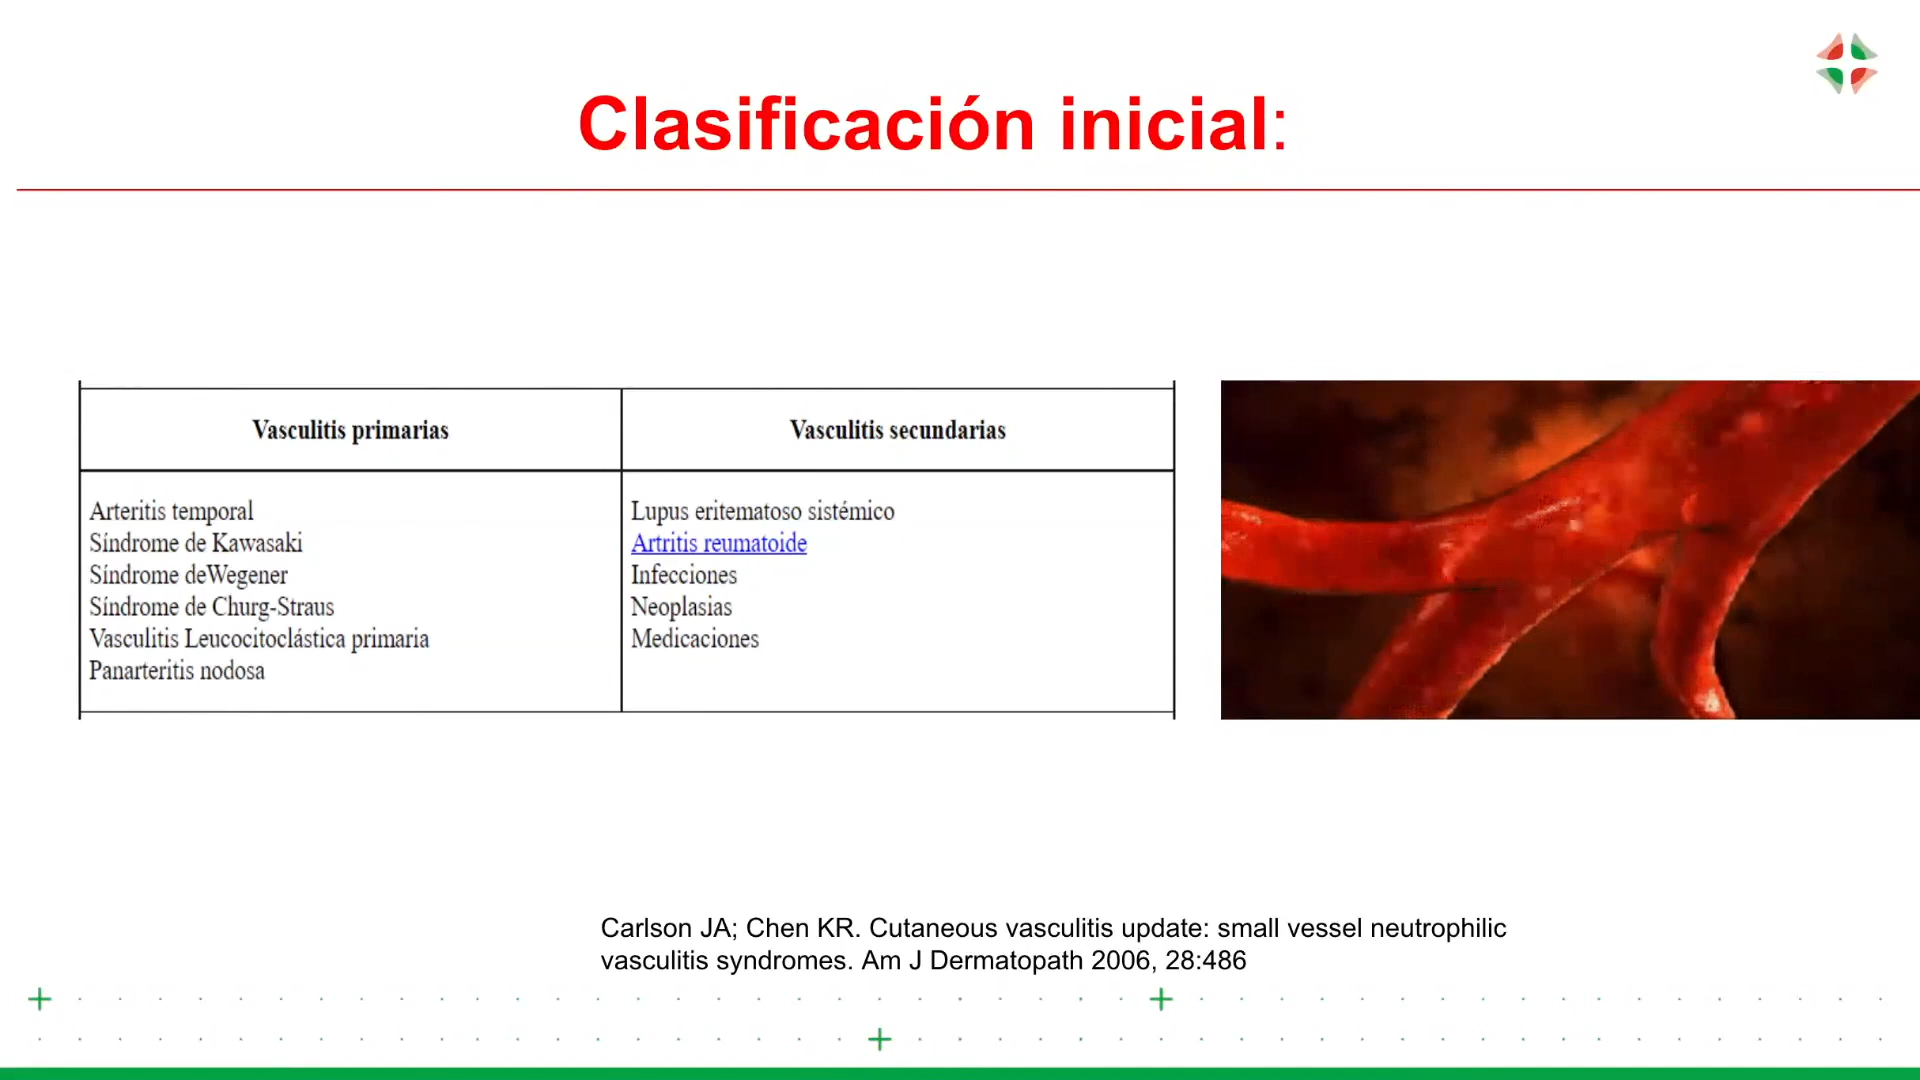 Clasificación inicial:
Vasculitis primarias
Vasculitis secundarias
Arteritis temporal
Síndrome de Kawasaki
Síndrome deWegener
Síndrome de Churg-Straus
Vasculitis Leucocitoclástica primaria
Panarteritis nodosa
Lupus eritematoso sistémico
Artritis reumatoide
Infecciones
Neoplasias
Medicaciones
Carlson JA; Chen KR. Cutaneous vasculitis update: small vessel neutrophilic
vasculitis syndromes. Am J Dermatopath 2006, 28:486